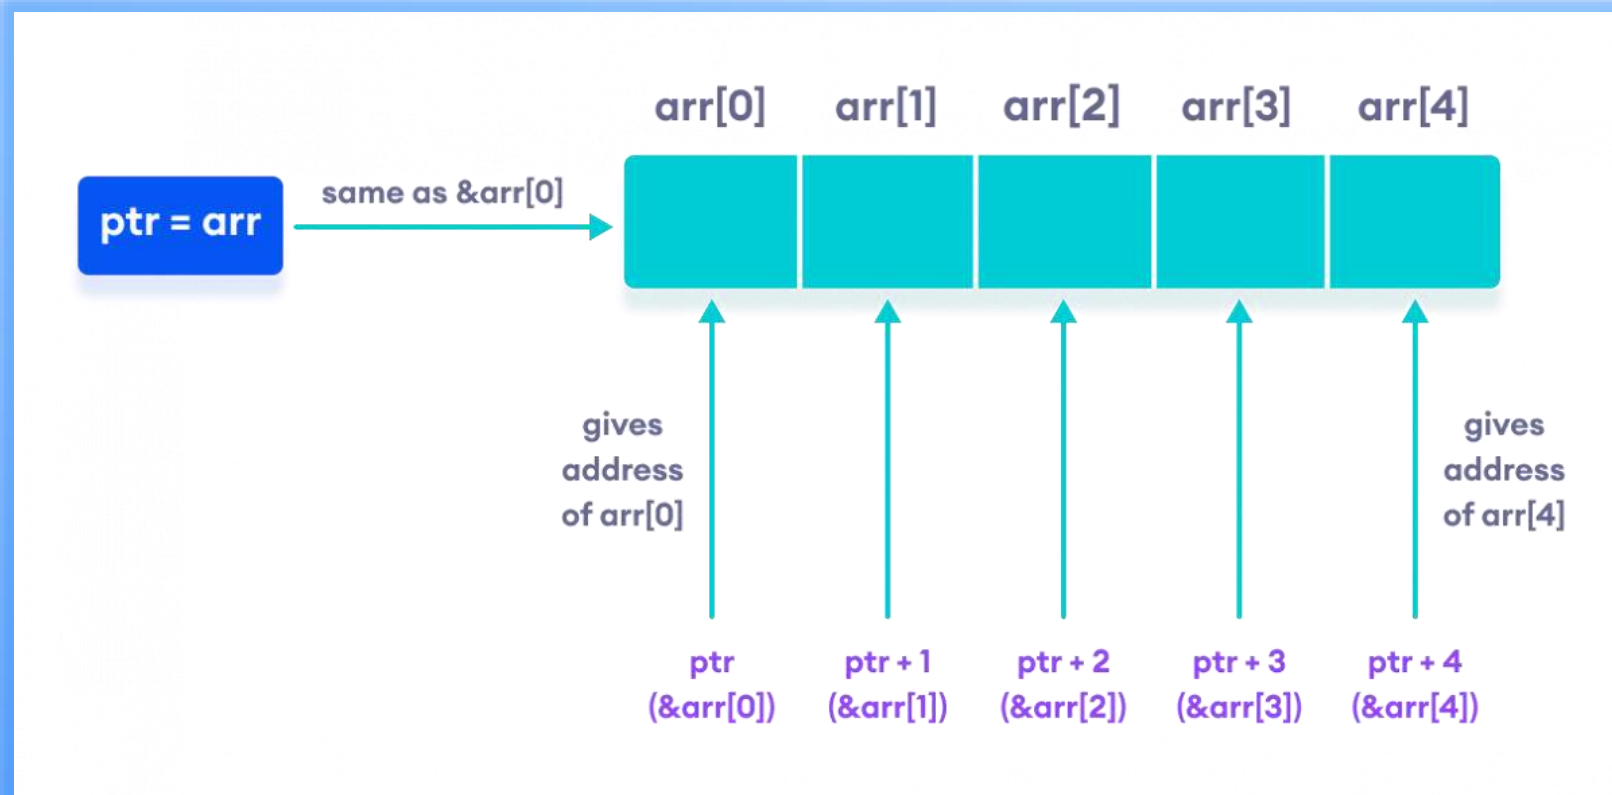 arr[0] arr[1] arr[2] arr[3] arr[4]
ptr = arr
same as &arr[0]
gives
address
of arr[0]
gives
address
of arr[4]
ptr ptr + 1 ptr + 2 ptr + 3 ptr + 4
(&arr[0]) (&arr[1]) (&arr[2]) (&arr[3]) (&arr[4])